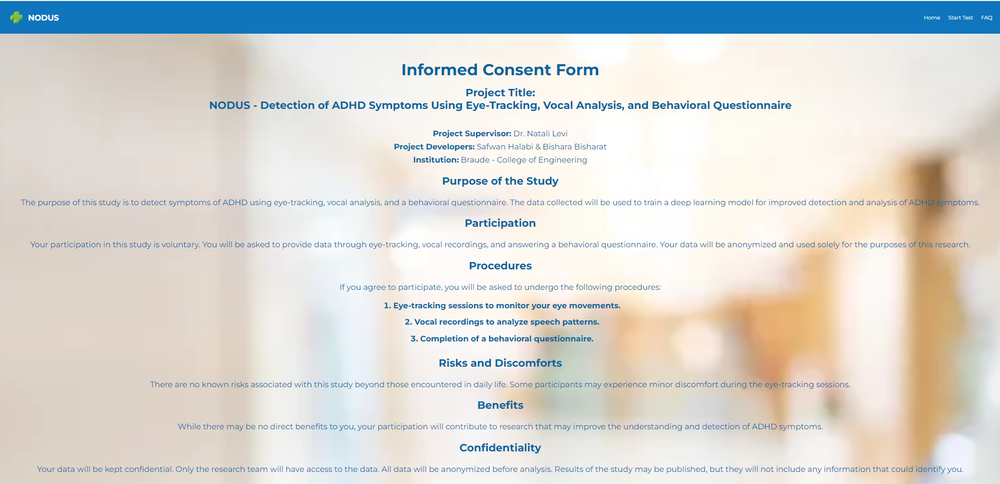 NODUS
Home Start Test FAQ
Informed Consent Form
Project Title:
NODUS - Detection of ADHD Symptoms Using Eye-Tracking, Vocal Analysis, and Behavioral Questionnaire
Project Supervisor: Dr. Natali Levi
Project Developers: Safwan Halabi & Bishara Bisharat
Institution: Braude - College of Engineering
Purpose of the Study
The purpose of this study is to detect symptoms of ADHD using eye-tracking, vocal analysis, and a behavioral questionnaire. The data collected will be used to train a deep learning model for improved detection and analysis of ADHD symptoms.
Participation
Your participation in this study is voluntary. You will be asked to provide data through eye-tracking, vocal recordings, and answering a behavioral questionnaire. Your data will be anonymized and used solely for the purposes of this research.
Procedures
If you agree to participate, you will be asked to undergo the following procedures:
1. Eye-tracking sessions to monitor your eye movements.
2. Vocal recordings to analyze speech patterns.
3. Completion of a behavioral questionnaire.
Risks and Discomforts
There are no known risks associated with this study beyond those encountered in daily life. Some participants may experience minor discomfort during the eye-tracking sessions.
Benefits
While there may be no direct benefits to you, your participation will contribute to research that may improve the understanding and detection of ADHD symptoms.
Confidentiality
Your data will be kept confidential. Only the research team will have access to the data. All data will be anonymized before analysis. Results of the study may be published, but they will not include any information that could identify you.